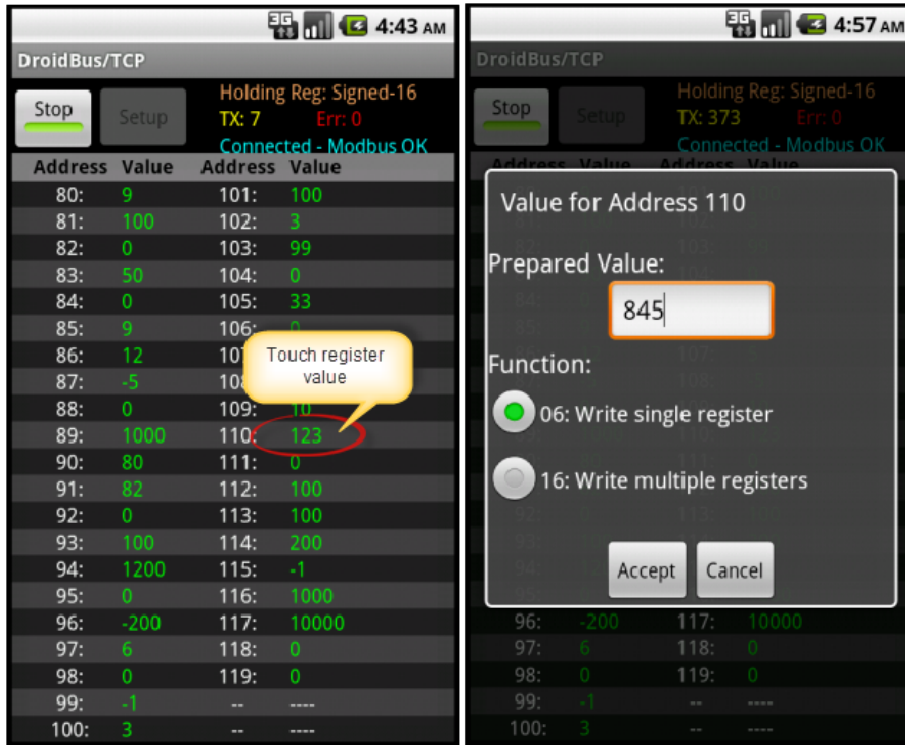 3G 4:43 AM
DroidBus/TCP
Stop Setup Holding Reg: Signed-16
TX: 7 Err: 0
Connected - Modbus OK
Address Value Address Value
80: 9 101: 100
81: 100 102: 3
82: 0 103: 99
83: 50 104: 0
84: 0 105: 33
85: 9 106:
86: 12
87: -5
88: 0 109: 10
89: 1000 110: 123
90: 80 111: 0
91: 82 112: 100
92: 0 113: 100
93: 100 114: 200
94: 1200 115: -1
95: 0 116: 1000
96: -200 117: 10000
97: 6 118: 0
98: 0 119: 0
99: -1 -- ----
100: 3 -- ----
Touch register
value
3G 4:57 AM
DroidBus/TCP
Stop Setup Holding Reg: Signed-16
TX: 373 Err: 0
Connected - Modbus OK
Address Value Address Value
Value for Address 110
Prepared Value:
845
Function:
06: Write single register
16: Write multiple registers
Accept Cancel
96: -200 117: 10000
97: 6 118: 0
98: 0 119: 0
99: -1 -- ----
100: 3 -- ----